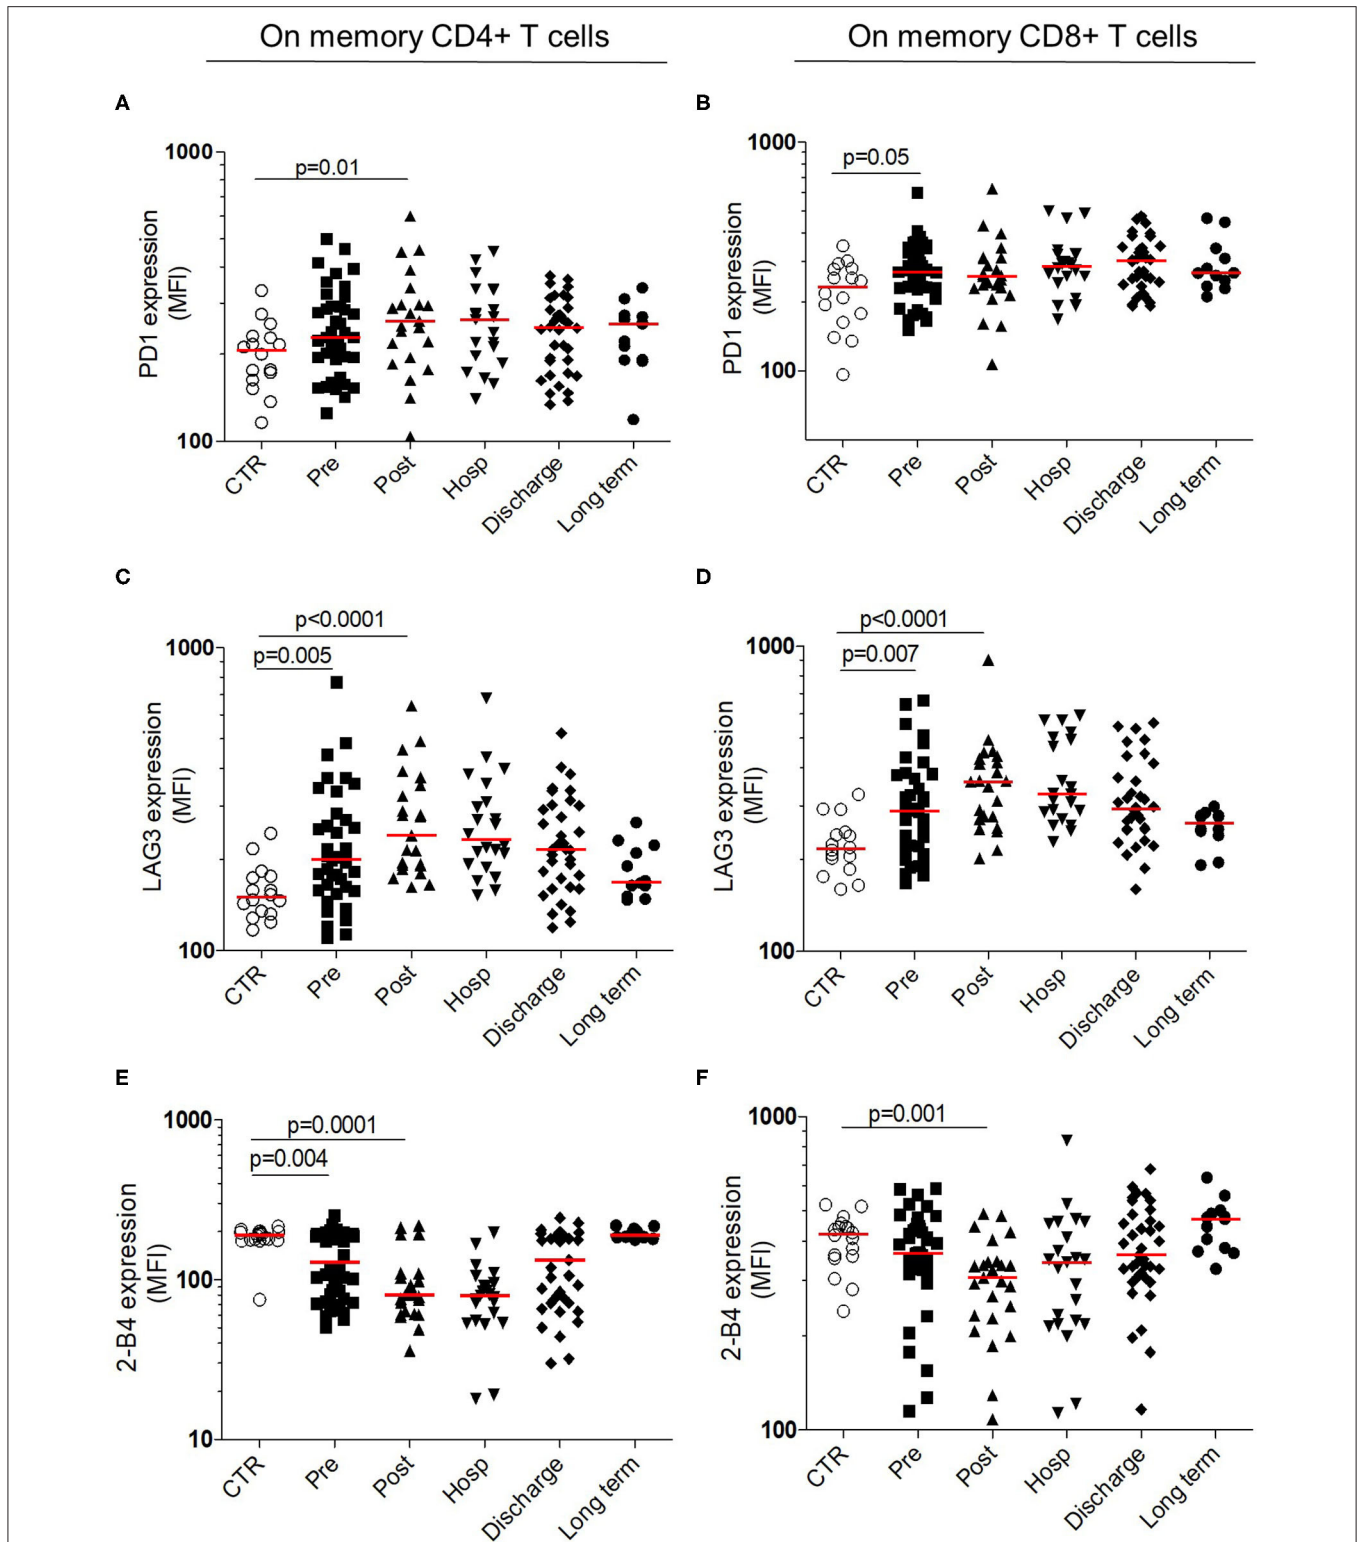 On memory CD4+ T cells
On memory CD8+ T cells
A
1000
100
PD1 expression
(MFI)
p=0.01
CTR
Pre
Post
Hosp
Discharge
Long term
B
1000
100
PD1 expression
(MFI)
p=0.05
CTR
Pre
Post
Hosp
Discharge
Long term
C
1000
100
LAG3 expression
(MFI)
p<0.0001
p=0.005
CTR
Pre
Post
Hosp
Discharge
Long term
D
1000
100
LAG3 expression
(MFI)
p<0.0001
p=0.007
CTR
Pre
Post
Hosp
Discharge
Long term
E
1000
100
10
2-B4 expression
(MFI)
p=0.0001
p=0.004
CTR
Pre
Post
Hosp
Discharge
Long term
F
1000
100
2-B4 expression
(MFI)
p=0.001
CTR
Pre
Post
Hosp
Discharge
Long term